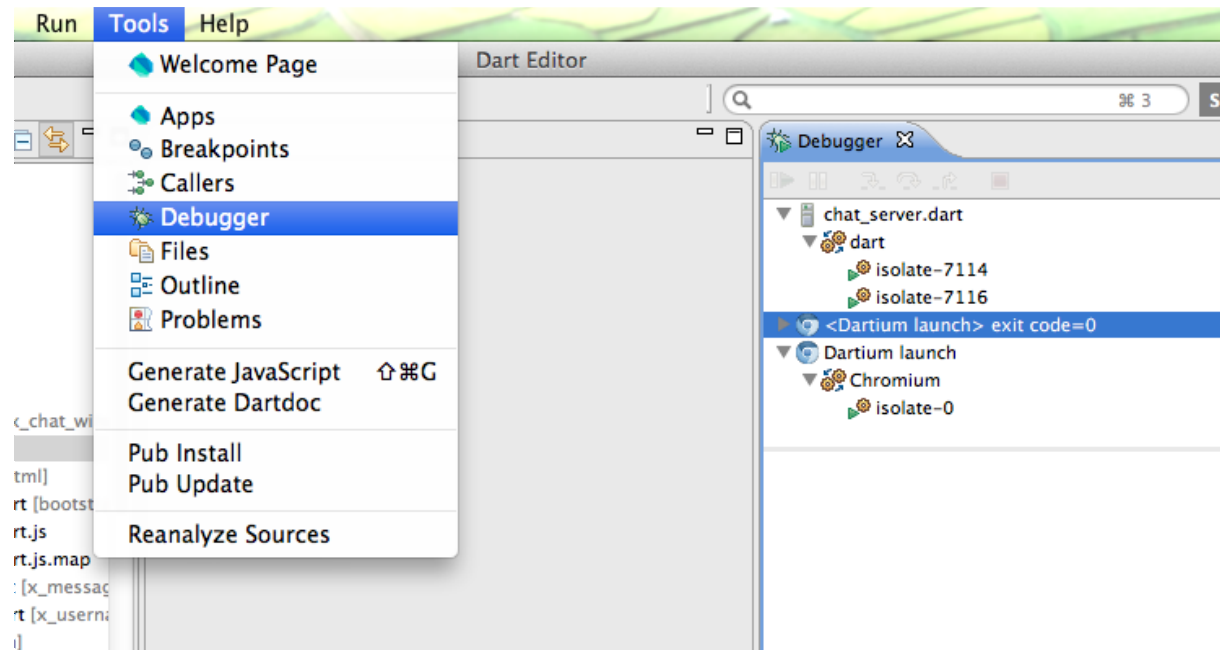 Run Tools Help
Dart Editor
Welcome Page
Apps
Breakpoints
Callers
Debugger
Files
Outline
Problems
Generate JavaScript ⇧⌘G
Generate Dartdoc
Pub Install
Pub Update
Reanalyze Sources
x_chat_wi
tml]
rt [bootst
rt.js
rt.js.map
[x_messag
rt [x_userna
⌘ 3
S
Debugger
chat_server.dart
dart
isolate-7114
isolate-7116
<Dartium launch> exit code=0
Dartium launch
Chromium
isolate-0